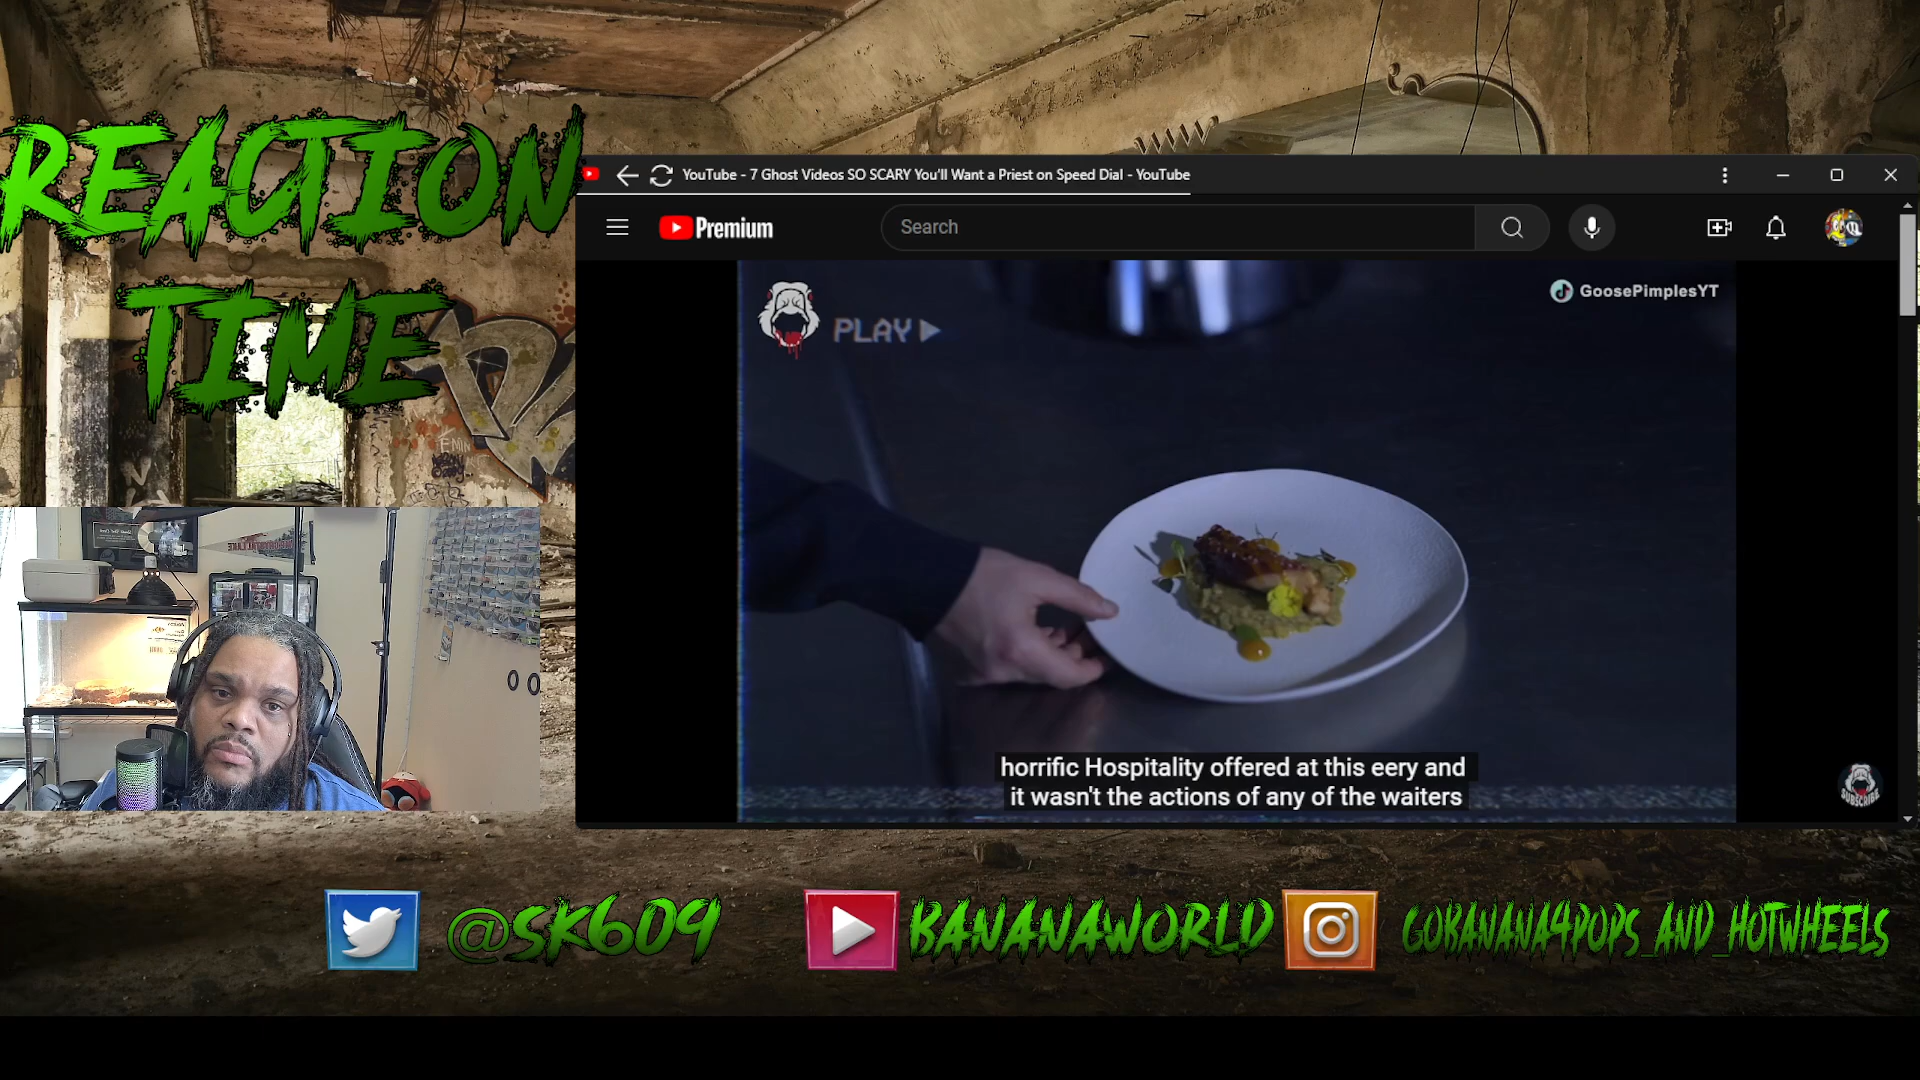 REACTION
TIME
YouTube - 7 Ghost Videos SO SCARY You'll Want a Priest on Speed Dial - YouTube
Premium
Search
PLAY
GoosePimplesYT
horrific Hospitality offered at this eery and
it wasn't the actions of any of the waiters
SUBSCRIBE
@SK609
BANANAWORLD
GOBANANA4POPS_AND_HOTWHEELS